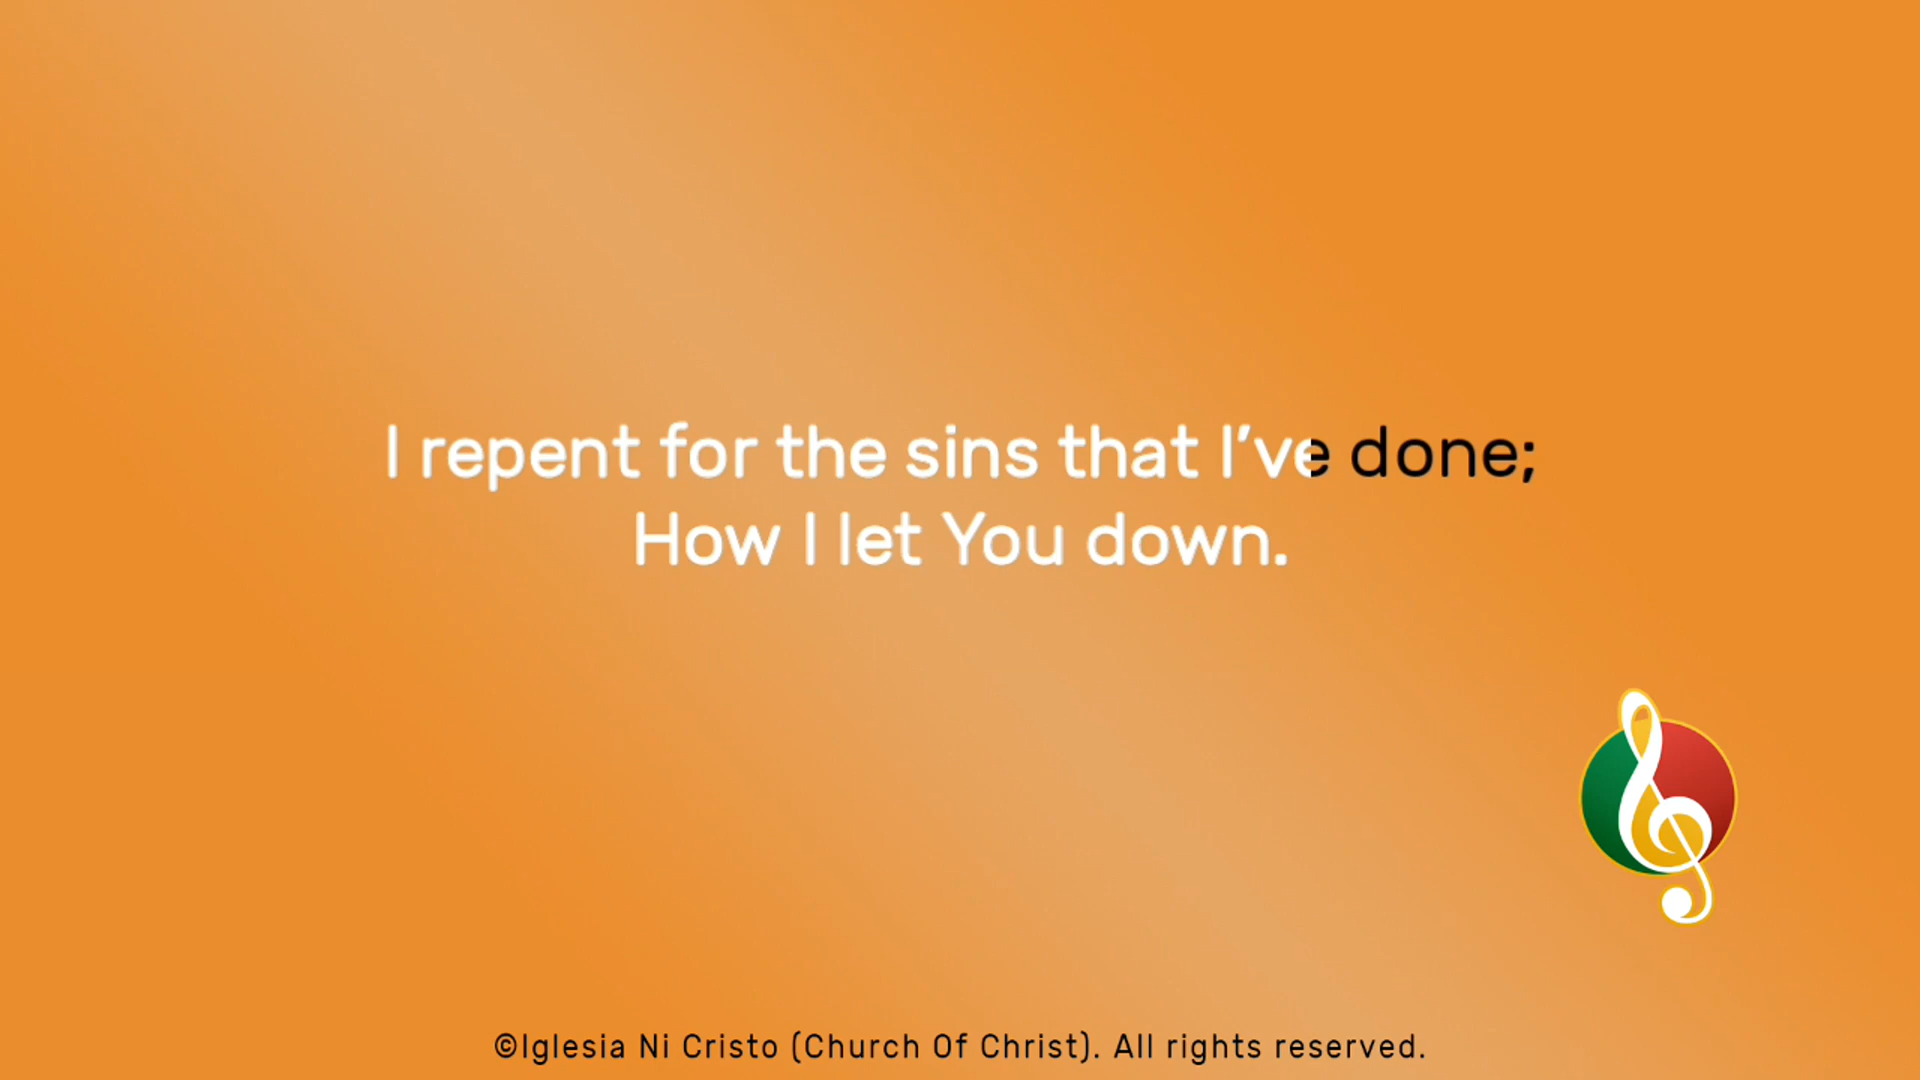 I repent for the sins that I’ve done;
How I let You down.
©Iglesia Ni Cristo (Church Of Christ). All rights reserved.